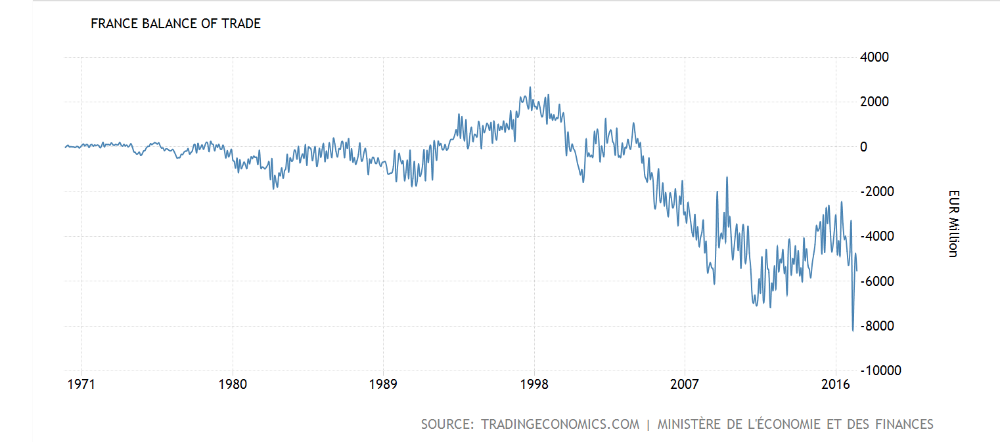 FRANCE BALANCE OF TRADE
4000
2000
0
-2000
-4000
-6000
-8000
-10000
EUR Million
1971 1980 1989 1998 2007 2016
SOURCE: TRADINGECONOMICS.COM | MINISTÈRE DE L'ÉCONOMIE ET DES FINANCES